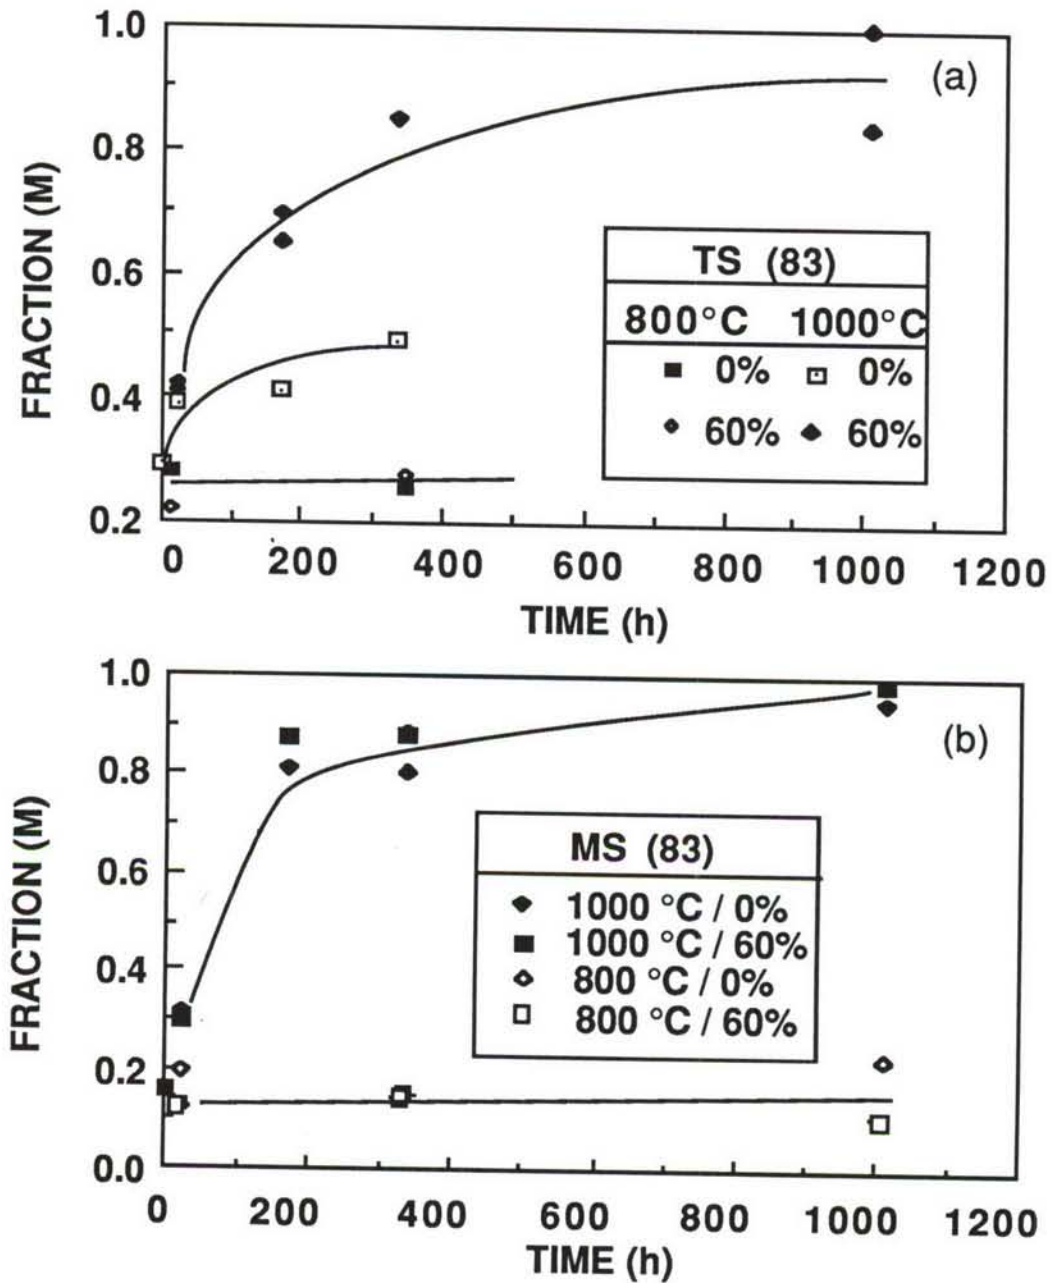 1.0
(a)
0.8
0.6
0.4
0.2
FRACTION (M)
TS (83)
800°C 1000°C
0% 0%
60% 60%
0 200 400 600 800 1000 1200
TIME (h)
1.0
(b)
0.8
0.6
0.4
0.2
0.0
FRACTION (M)
MS (83)
1000 °C / 0%
1000 °C / 60%
800 °C / 0%
800 °C / 60%
0 200 400 600 800 1000 1200
TIME (h)